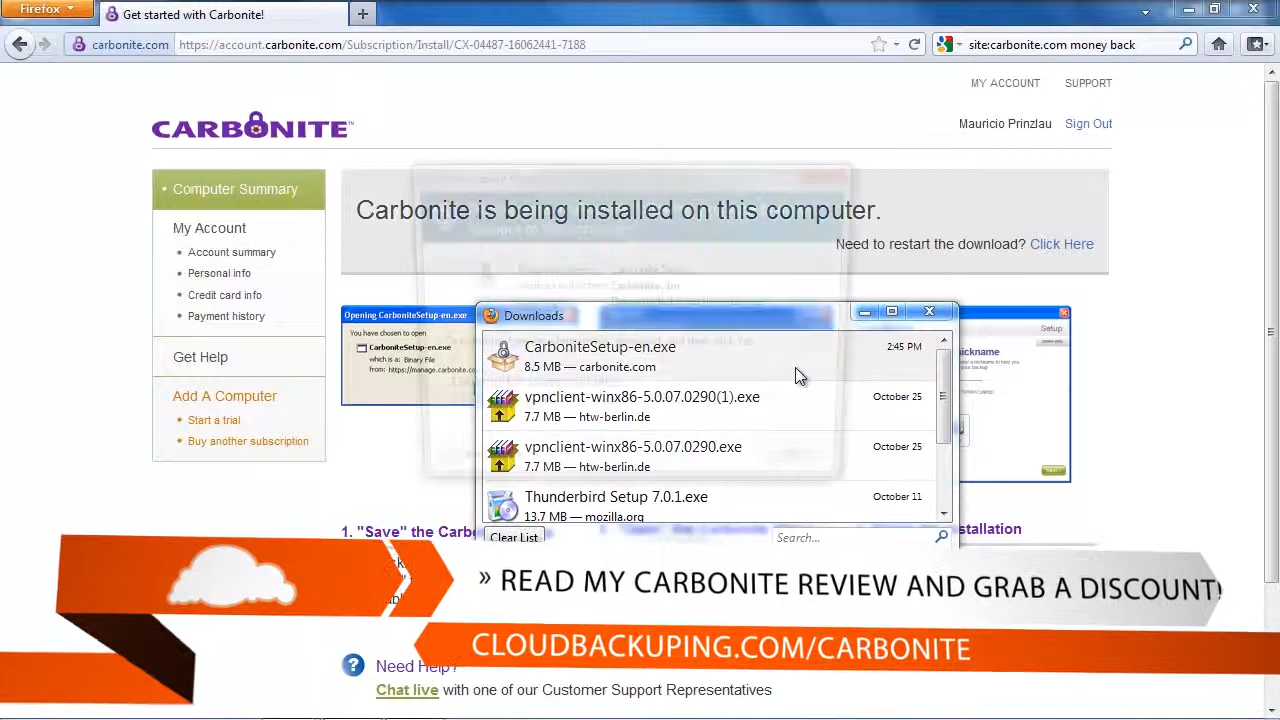 Firefox
Get started with Carbonite!
carbonite.com
https://account.carbonite.com/Subscription/Install/CX-04487-16062441-7188
site:carbonite.com money back
MY ACCOUNT
SUPPORT
CARBONITE™
Mauricio Prinzlau
Sign Out
Computer Summary
My Account
Account summary
Personal info
Credit card info
Payment history
Get Help
Add A Computer
Start a trial
Buy another subscription
Carbonite is being installed on this computer.
Need to restart the download? Click Here
Opening CarboniteSetup-en.exe
You have chosen to open
CarboniteSetup-en.exe
which is a: Binary File
from: https://manage.carbonite.co
Setup
nickname
Downloads
CarboniteSetup-en.exe
2:45 PM
carbonite.com
vpnclient-winx86-5.0.07.0290(1).exe
October 25
7.7 MB — htw-berlin.de
vpnclient-winx86-5.0.07.0290.exe
October 25
7.7 MB — htw-berlin.de
Thunderbird Setup 7.0.1.exe
October 11
13.7 MB — mozilla.org
Clear List
Search...
1. "Save" the Carbo
stallation
» READ MY CARBONITE REVIEW AND GRAB A DISCOUNT!
CLOUDBACKUPING.COM/CARBONITE
Need Help?
Chat live with one of our Customer Support Representatives